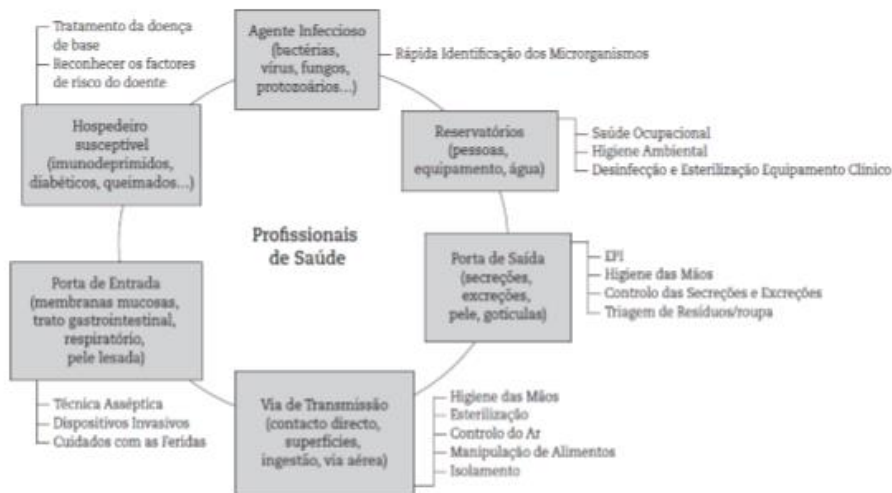 Tratamento da doença
de base
Reconhecer os factores
de risco do doente
Agente Infeccioso
(bactérias,
vírus, fungos,
protozoários...)
Rápida Identificação dos Microrganismos
Hospedeiro
susceptível
(imunodeprimidos,
diabéticos, queimados...)
Reservatórios
(pessoas,
equipamento, água)
Saúde Ocupacional
Higiene Ambiental
Desinfecção e Esterilização Equipamento Clínico
Profissionais
de Saúde
Porta de Saída
(secreções,
excreções,
pele, gotículas)
EPI
Higiene das Mãos
Controlo das Secreções e Excreções
Triagem de Resíduos/roupa
Porta de Entrada
(membranas mucosas,
trato gastrointestinal,
respiratório,
pele lesada)
Técnica Asséptica
Dispositivos Invasivos
Cuidados com as Feridas
Via de Transmissão
(contacto directo,
superfícies,
ingestão, via aérea)
Higiene das Mãos
Esterilização
Controlo do Ar
Manipulação de Alimentos
Isolamento